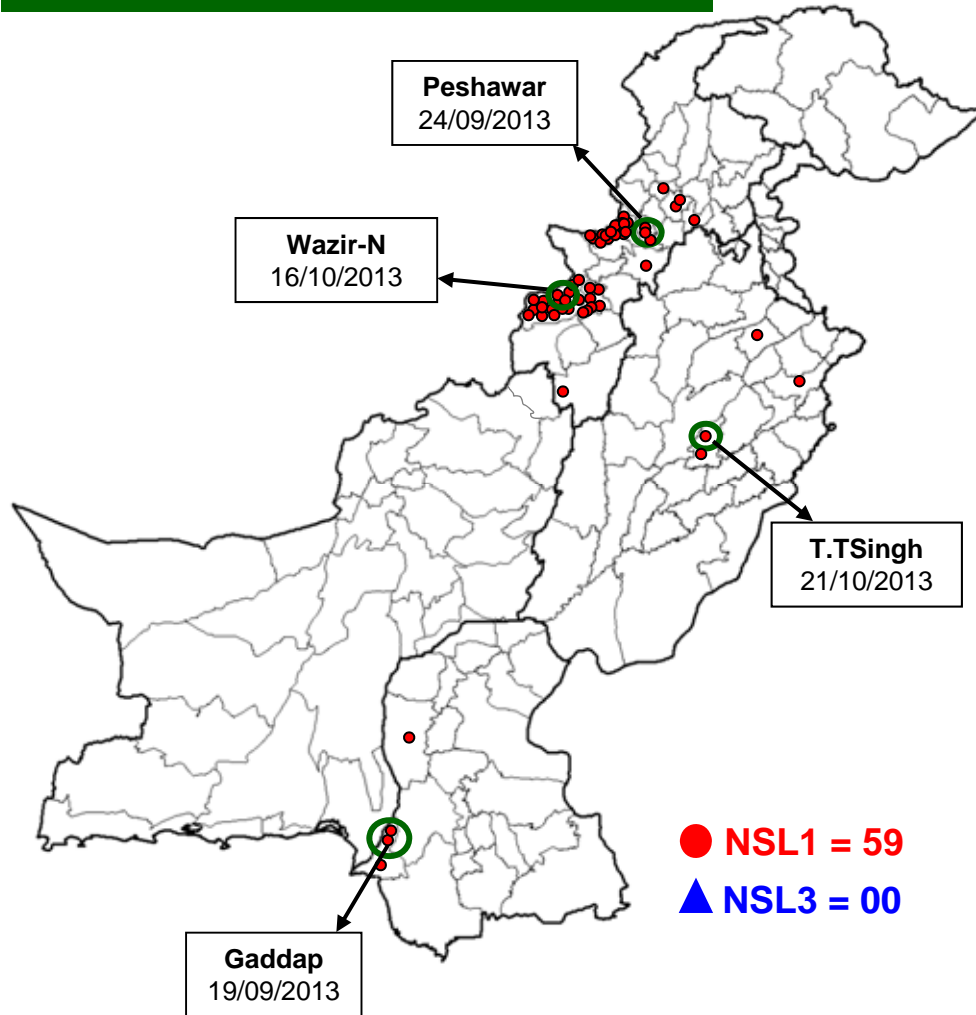 Peshawar
24/09/2013
Wazir-N
16/10/2013
T.TSingh
21/10/2013
NSL1 = 59
NSL3 = 00
Gaddap
19/09/2013